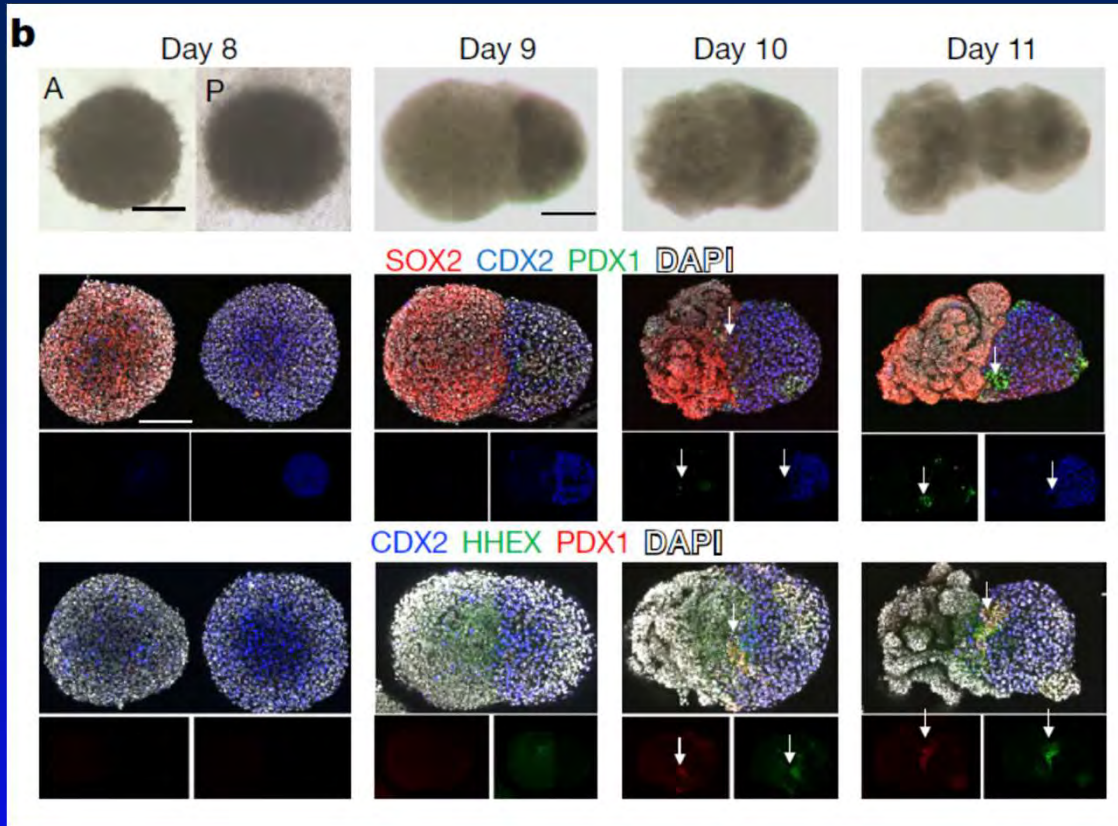 b
Day 8 Day 9 Day 10 Day 11
A P
SOX2 CDX2 PDX1 DAPI
CDX2 HHEX PDX1 DAPI